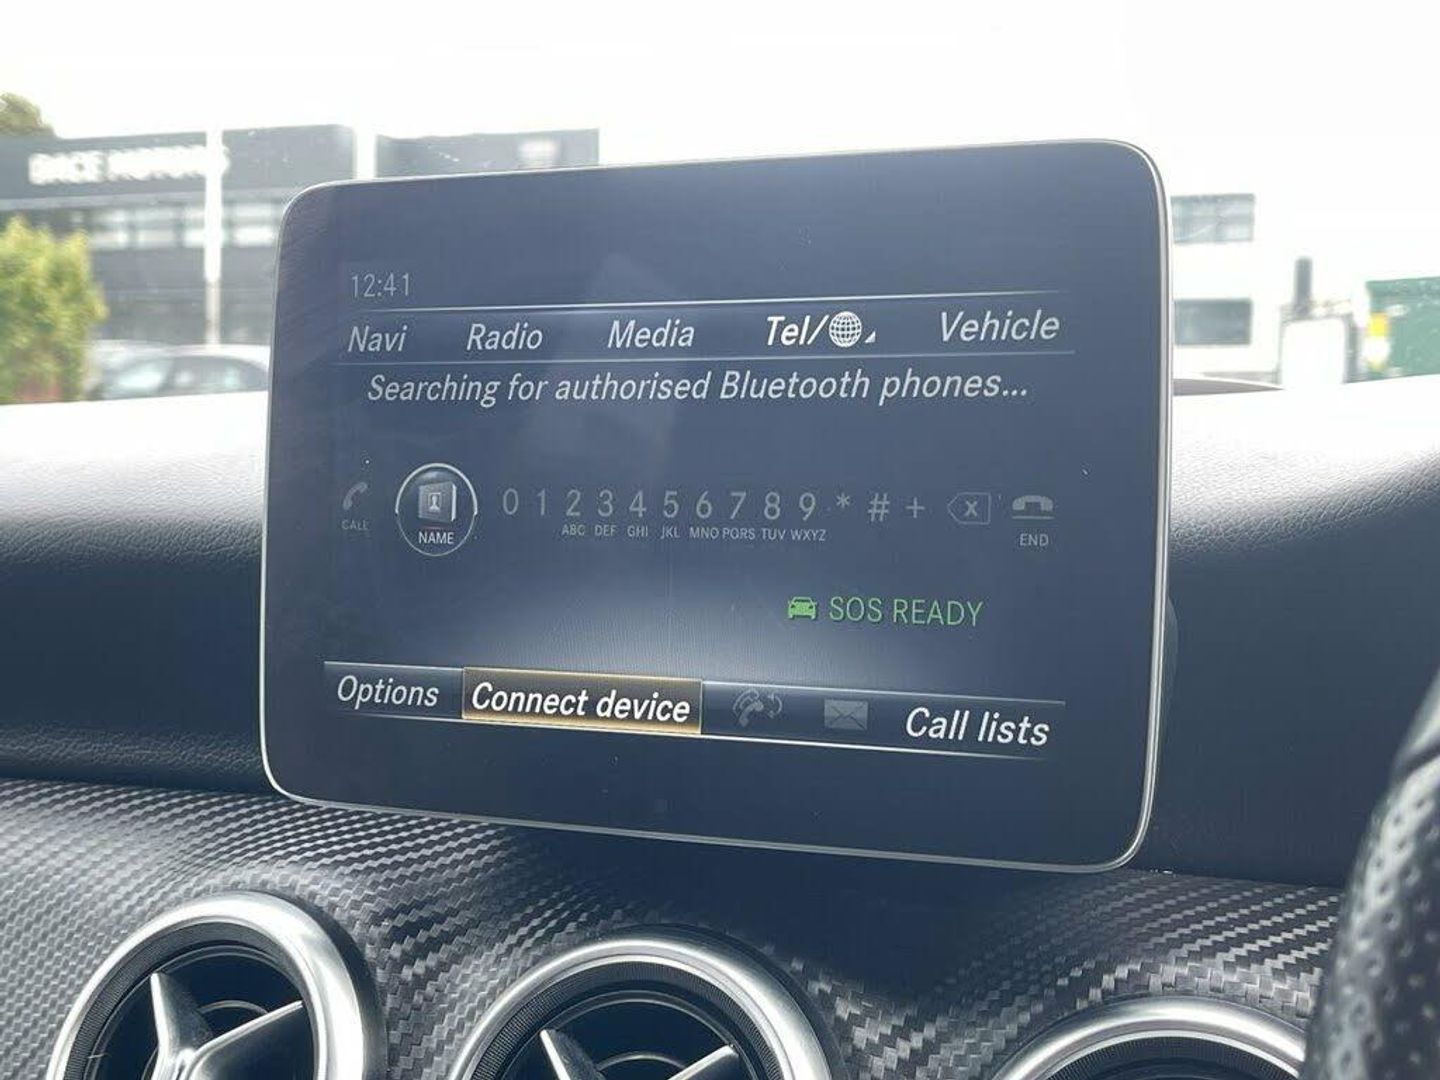 12:41
Navi Radio Media Tel/ Vehicle
Searching for authorised Bluetooth phones...
CALL NAME 0 1 2 3 4 5 6 7 8 9 * # + X END
ABC DEF GHI JKL MNO PQRS TUV WXYZ
SOS READY
Options Connect device Call lists